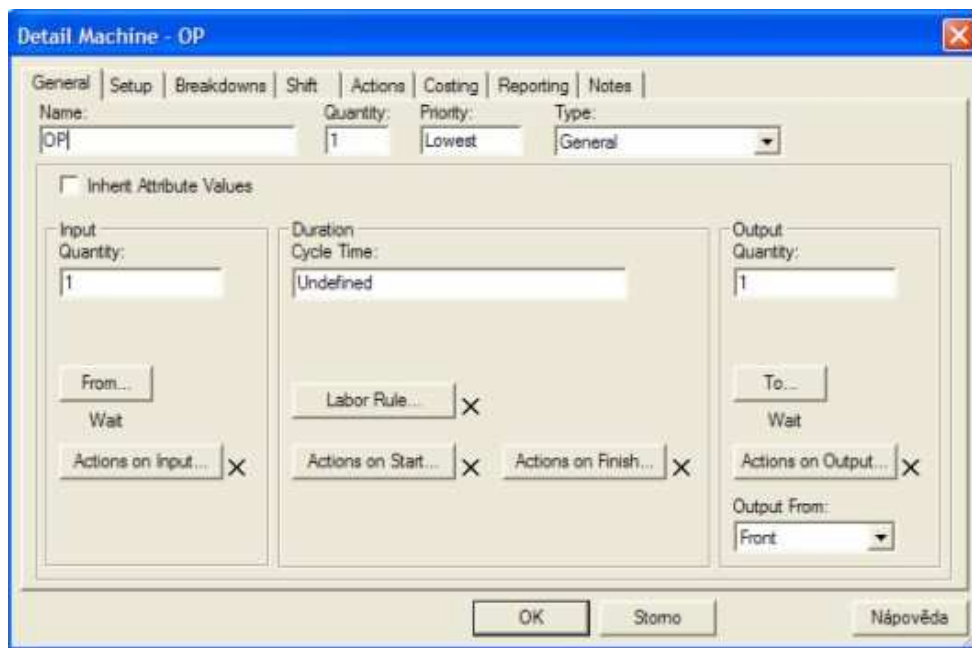 Detail Machine - OP
General Setup Breakdowns Shift Actions Costing Reporting Notes
Name: Quantity: Priority: Type:
OP 1 Lowest General
Inherit Attribute Values
Input Duration Output
Quantity: Cycle Time: Quantity:
1 Undefined 1
From... Labor Rule... To...
Wait Wait
Actions on Input... Actions on Start... Actions on Finish... Actions on Output...
Output From:
Front
OK Storno Nápověda